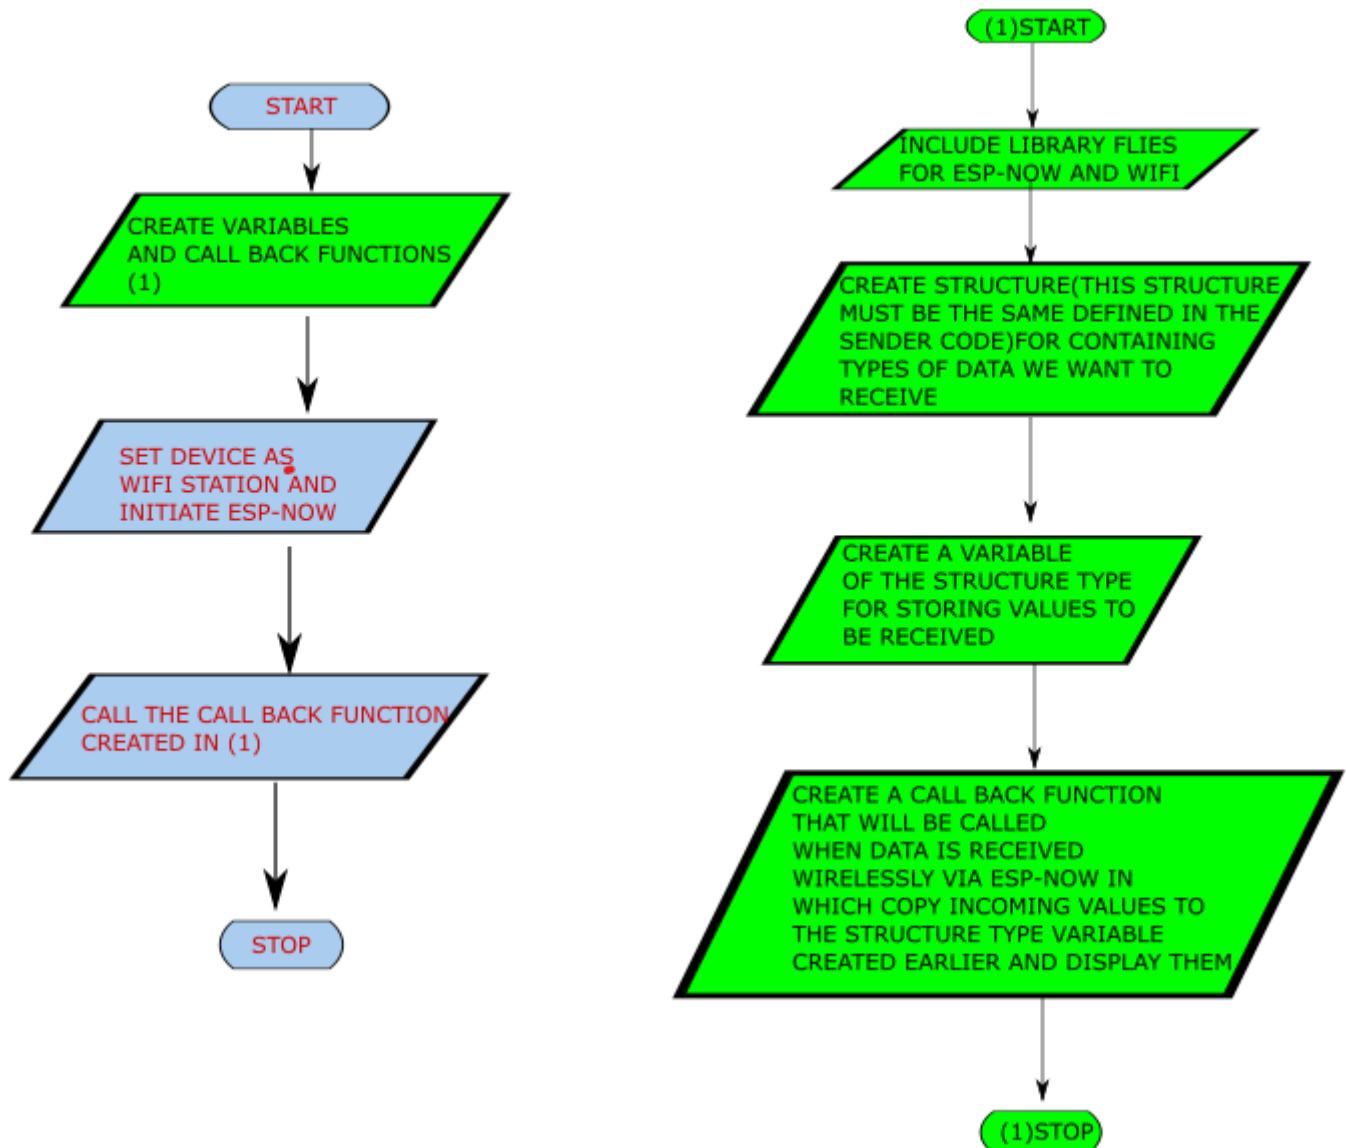 START
CREATE VARIABLES
AND CALL BACK FUNCTIONS
(1)
SET DEVICE AS
WIFI STATION AND
INITIATE ESP-NOW
CALL THE CALL BACK FUNCTION
CREATED IN (1)
STOP
(1)START
INCLUDE LIBRARY FLIES
FOR ESP-NOW AND WIFI
CREATE STRUCTURE(THIS STRUCTURE
MUST BE THE SAME DEFINED IN THE
SENDER CODE)FOR CONTAINING
TYPES OF DATA WE WANT TO
RECEIVE
CREATE A VARIABLE
OF THE STRUCTURE TYPE
FOR STORING VALUES TO
BE RECEIVED
CREATE A CALL BACK FUNCTION
THAT WILL BE CALLED
WHEN DATA IS RECEIVED
WIRELESSLY VIA ESP-NOW IN
WHICH COPY INCOMING VALUES TO
THE STRUCTURE TYPE VARIABLE
CREATED EARLIER AND DISPLAY THEM
(1)STOP